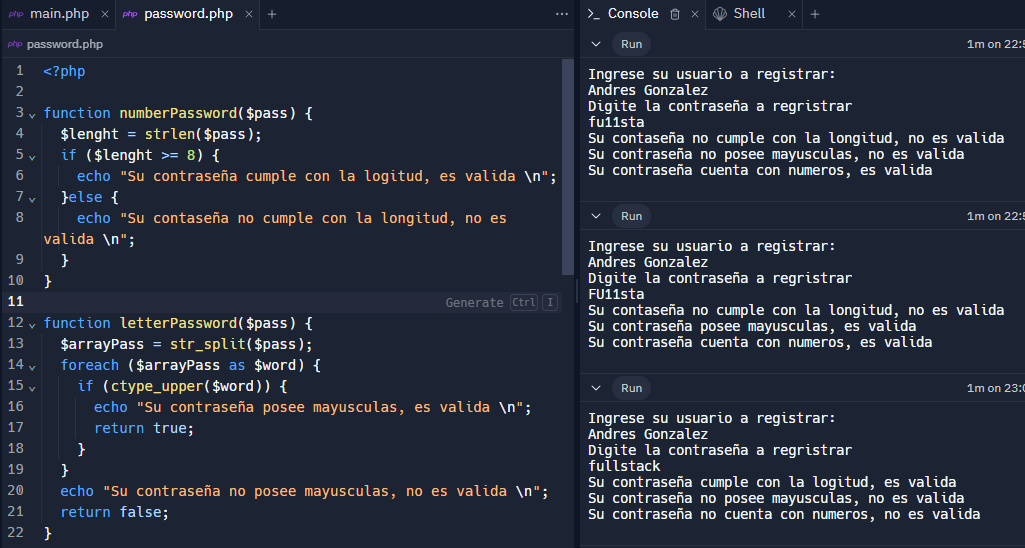 php main.php × php password.php × +
php password.php
1 <?php
2
3 function numberPassword($pass) {
4 $lenght = strlen($pass);
5 if ($lenght >= 8) {
6 echo "Su contraseña cumple con la logitud, es valida \n";
7 }else {
8 echo "Su contaseña no cumple con la longitud, no es
valida \n";
9 }
10 }
11 Generate Ctrl I
12 function letterPassword($pass) {
13 $arrayPass = str_split($pass);
14 foreach ($arrayPass as $word) {
15 if (ctype_upper($word)) {
16 echo "Su contraseña posee mayusculas, es valida \n";
17 return true;
18 }
19 }
20 echo "Su contraseña no posee mayusculas, no es valida \n";
21 return false;
22 }
>_ Console × Shell × +
Run 1m on 22:5
Ingrese su usuario a registrar:
Andres Gonzalez
Digite la contraseña a regristrar
fu11sta
Su contaseña no cumple con la longitud, no es valida
Su contraseña no posee mayusculas, no es valida
Su contraseña cuenta con numeros, es valida
Run 1m on 22:5
Ingrese su usuario a registrar:
Andres Gonzalez
Digite la contraseña a regristrar
FU11sta
Su contaseña no cumple con la longitud, no es valida
Su contraseña posee mayusculas, es valida
Su contraseña cuenta con numeros, es valida
Run 1m on 23:0
Ingrese su usuario a registrar:
Andres Gonzalez
Digite la contraseña a regristrar
fullstack
Su contraseña cumple con la logitud, es valida
Su contraseña no posee mayusculas, no es valida
Su contraseña no cuenta con numeros, no es valida